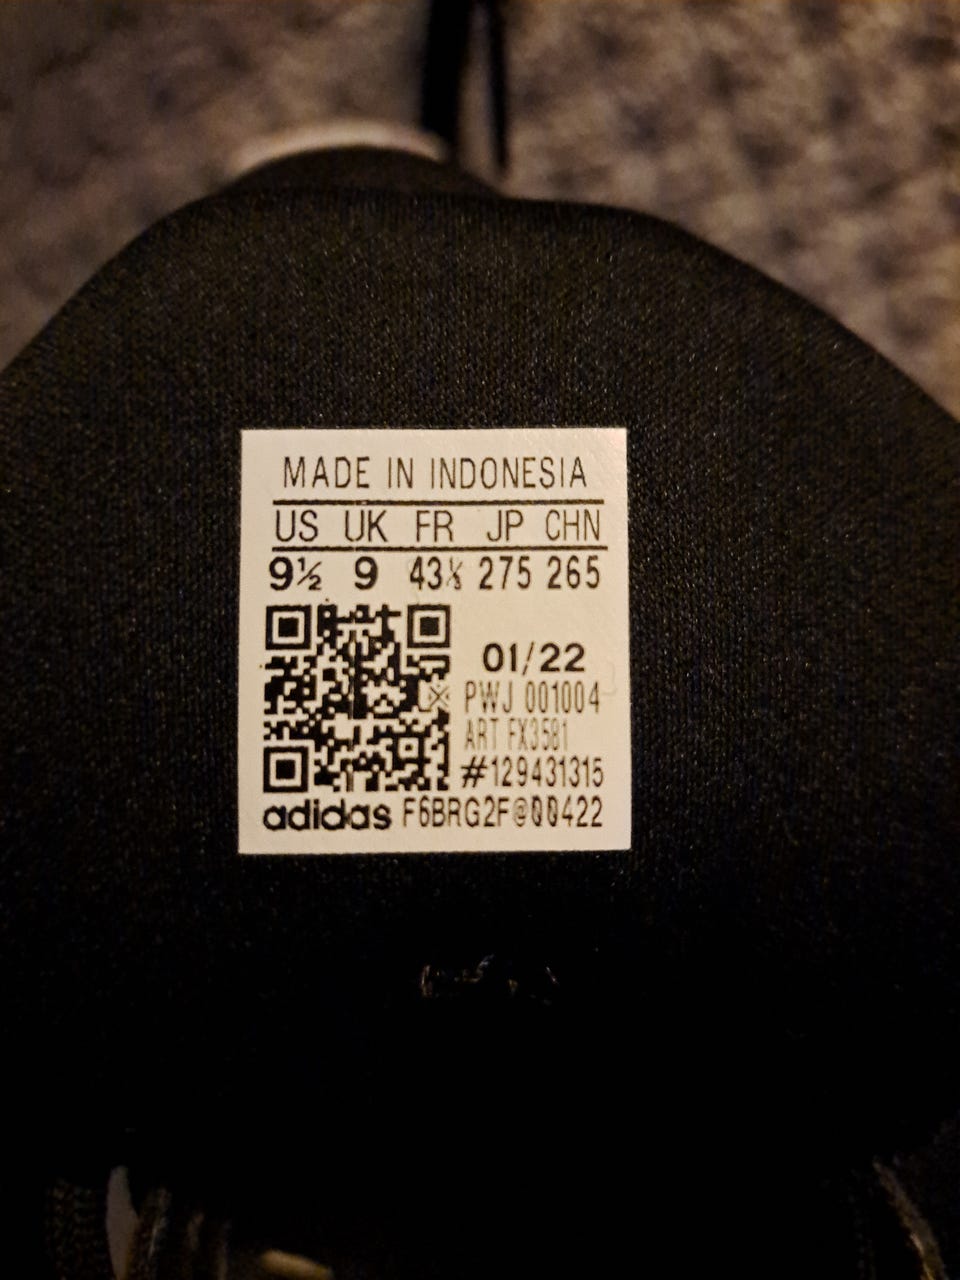 MADE IN INDONESIA
US UK FR JP CHN
9½ 9 43⅓ 275 265
01/22
PWJ 001004
ART FX3581
#129431315
adidas F6BRG2F@00422